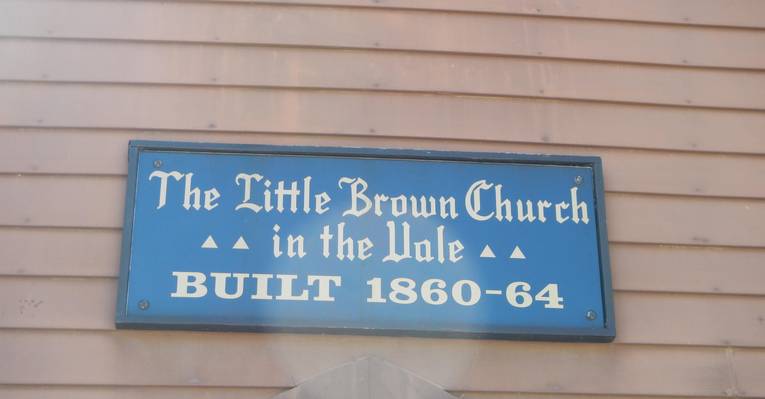 The Little Brown Church
in the Vale
BUILT 1860-64